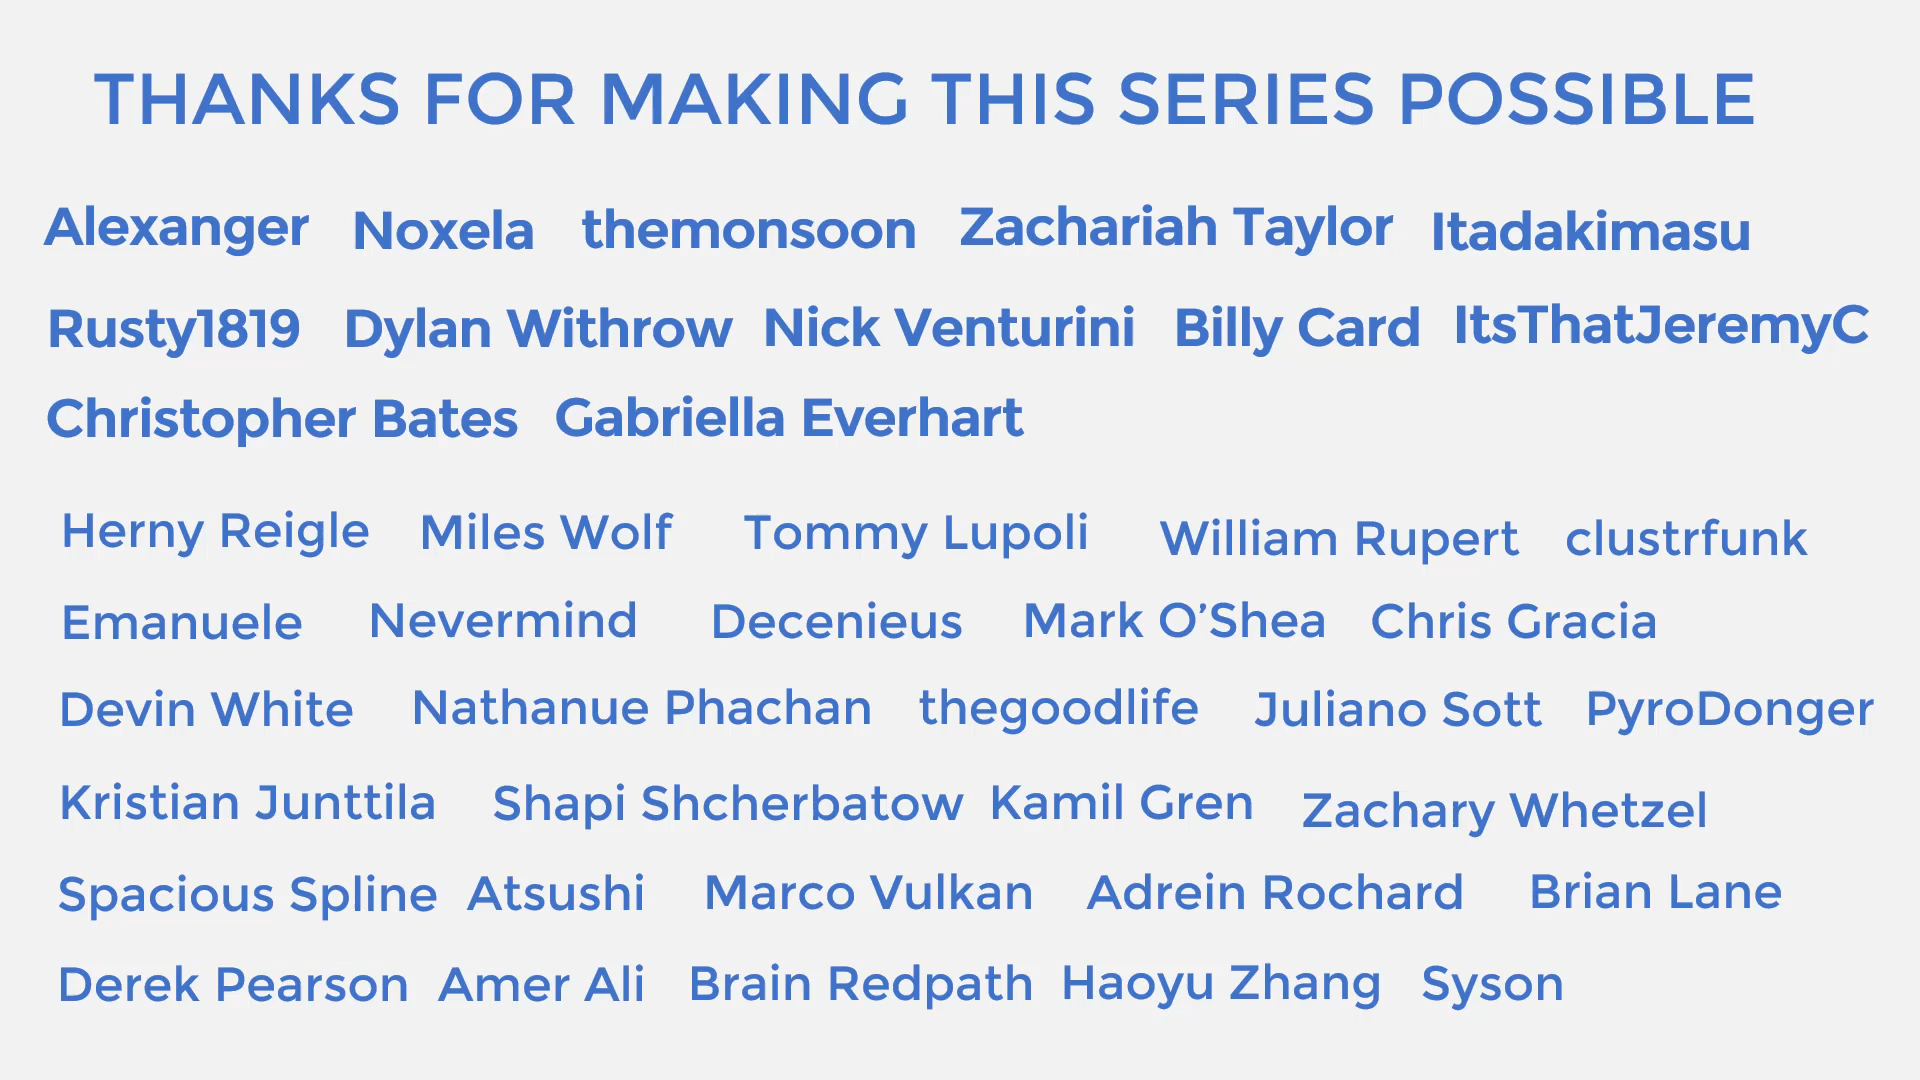 THANKS FOR MAKING THIS SERIES POSSIBLE
Alexanger Noxela themonsoon Zachariah Taylor Itadakimasu
Rusty1819 Dylan Withrow Nick Venturini Billy Card ItsThatJeremyC
Christopher Bates Gabriella Everhart
Herny Reigle Miles Wolf Tommy Lupoli William Rupert clustrfunk
Emanuele Nevermind Decenieus Mark O’Shea Chris Gracia
Devin White Nathanue Phachan thegoodlife Juliano Sott PyroDonger
Kristian Junttila Shapi Shcherbatow Kamil Gren Zachary Whetzel
Spacious Spline Atsushi Marco Vulkan Adrein Rochard Brian Lane
Derek Pearson Amer Ali Brain Redpath Haoyu Zhang Syson